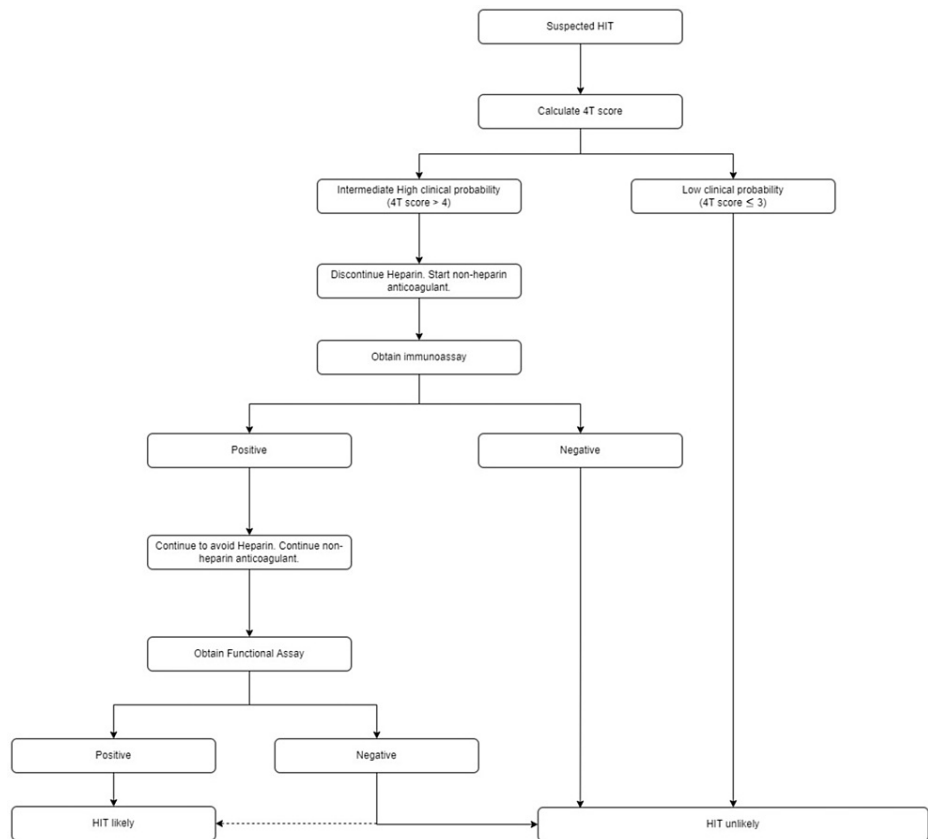 Suspected HIT
Calculate 4T score
Intermediate High clinical probability
(4T score > 4)
Low clinical probability
(4T score ≤ 3)
Discontinue Heparin. Start non-heparin
anticoagulant.
Obtain immunoassay
Positive
Negative
Continue to avoid Heparin. Continue non-
heparin anticoagulant.
Obtain Functional Assay
Positive
Negative
HIT likely
HIT unlikely